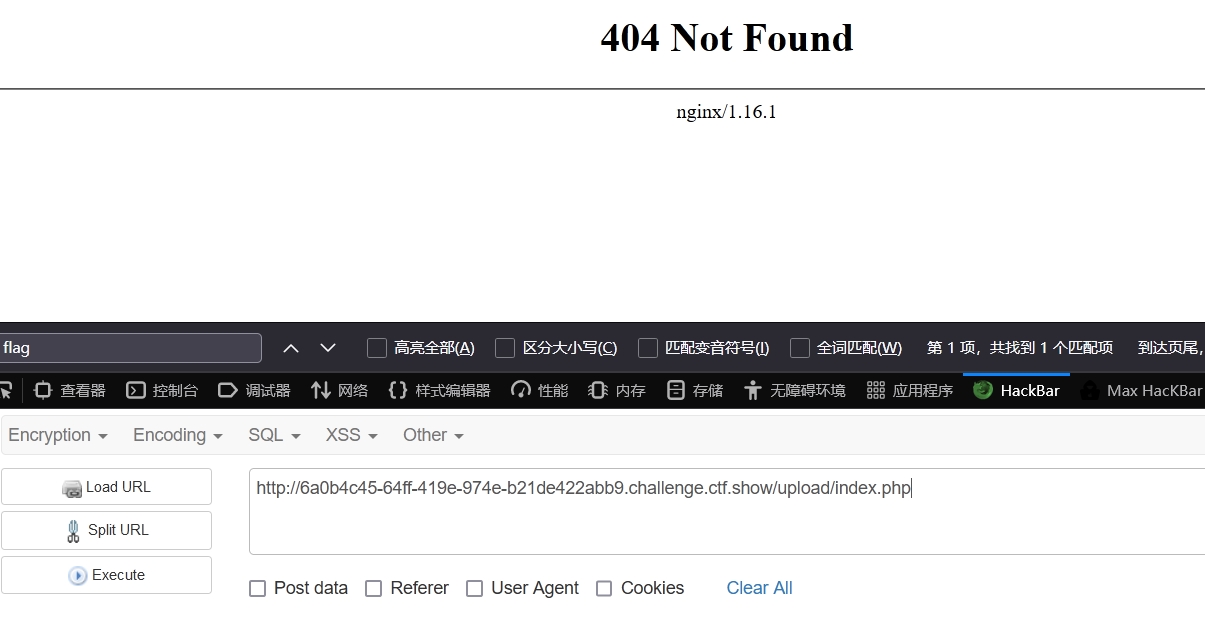 404 Not Found
nginx/1.16.1
flag 高亮全部(A) 区分大小写(C) 匹配变音符号(I) 全词匹配(W) 第 1 项，共找到 1 个匹配项 到达页尾，
查看器 控制台 调试器 网络 样式编辑器 性能 内存 存储 无障碍环境 应用程序 HackBar Max HacKBar
Encryption Encoding SQL XSS Other
Load URL http://6a0b4c45-64ff-419e-974e-b21de422abb9.challenge.ctf.show/upload/index.php
Split URL
Execute
Post data Referer User Agent Cookies Clear All